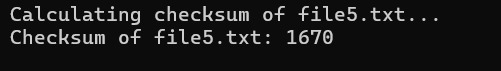 Calculating checksum of file5.txt...
Checksum of file5.txt: 1670